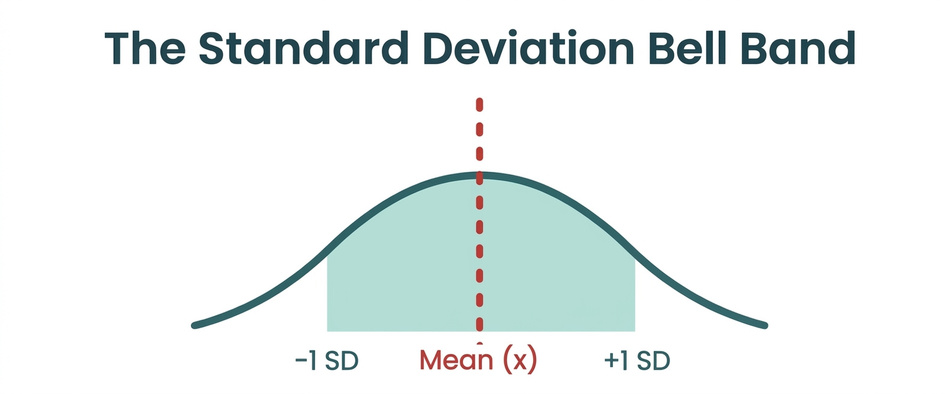 The Standard Deviation Bell Band
-1 SD
Mean (x)
+1 SD